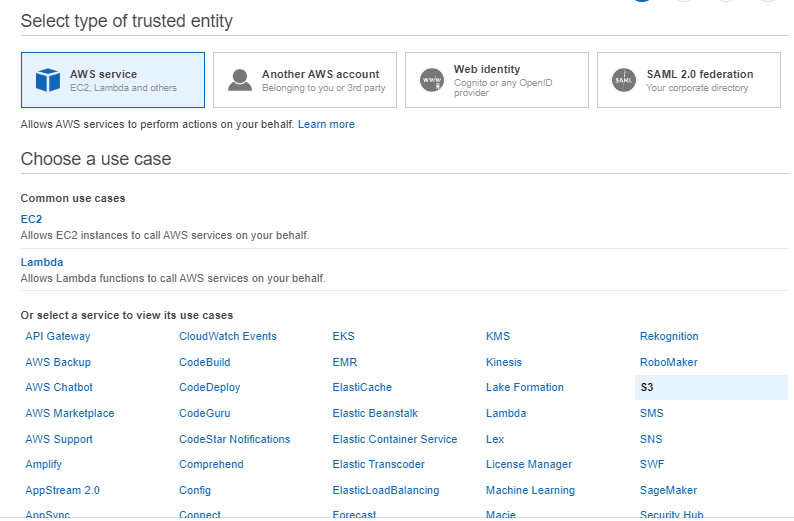 Select type of trusted entity
AWS service
EC2, Lambda and others
Another AWS account
Belonging to you or 3rd party
WWW
Web identity
Cognito or any OpenID
provider
SAML
SAML 2.0 federation
Your corporate directory
Allows AWS services to perform actions on your behalf. Learn more
Choose a use case
Common use cases
EC2
Allows EC2 instances to call AWS services on your behalf.
Lambda
Allows Lambda functions to call AWS services on your behalf.
Or select a service to view its use cases
API Gateway CloudWatch Events EKS KMS Rekognition
AWS Backup CodeBuild EMR Kinesis RoboMaker
AWS Chatbot CodeDeploy ElastiCache Lake Formation S3
AWS Marketplace CodeGuru Elastic Beanstalk Lambda SMS
AWS Support CodeStar Notifications Elastic Container Service Lex SNS
Amplify Comprehend Elastic Transcoder License Manager SWF
AppStream 2.0 Config ElasticLoadBalancing Machine Learning SageMaker
AppSync Connect Forecast Macie Security Hub